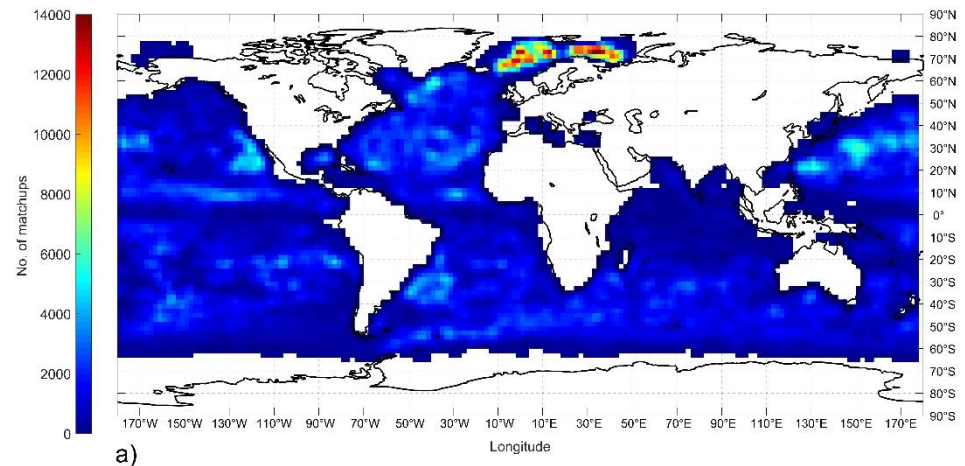 14000
12000
10000
8000
6000
4000
2000
0
No. of matchups
90°N
80°N
70°N
60°N
50°N
40°N
30°N
20°N
10°N
0°
10°S
20°S
30°S
40°S
50°S
60°S
70°S
80°S
90°S
170°W 150°W 130°W 110°W 90°W 70°W 50°W 30°W 10°W 10°E 30°E 50°E 70°E 90°E 110°E 130°E 150°E 170°E
Longitude
a)